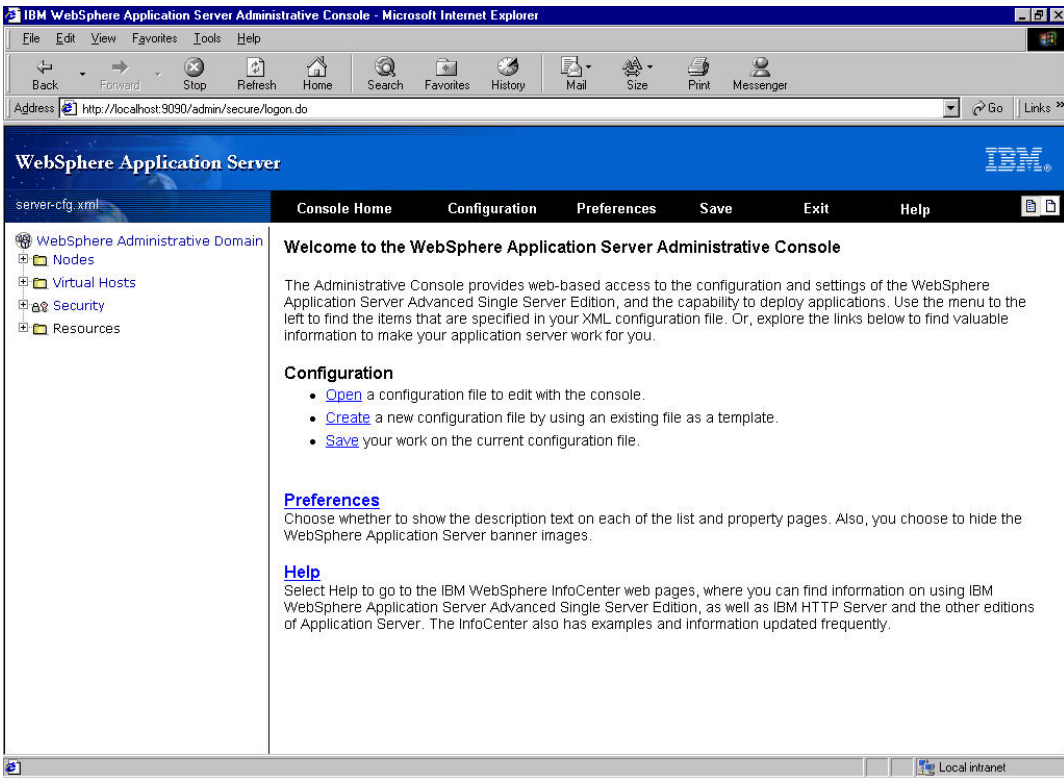 IBM WebSphere Application Server Administrative Console - Microsoft Internet Explorer
File Edit View Favorites Tools Help
Back Forward Stop Refresh Home Search Favorites History Mail Size Print Messenger
Address http://localhost:9090/admin/secure/logon.do Go Links »
WebSphere Application Server IBM®
server-cfg.xml Console Home Configuration Preferences Save Exit Help
WebSphere Administrative Domain
Nodes
Virtual Hosts
Security
Resources
Welcome to the WebSphere Application Server Administrative Console
The Administrative Console provides web-based access to the configuration and settings of the WebSphere
Application Server Advanced Single Server Edition, and the capability to deploy applications. Use the menu to the
left to find the items that are specified in your XML configuration file. Or, explore the links below to find valuable
information to make your application server work for you.
Configuration
• Open a configuration file to edit with the console.
• Create a new configuration file by using an existing file as a template.
• Save your work on the current configuration file.
Preferences
Choose whether to show the description text on each of the list and property pages. Also, you choose to hide the
WebSphere Application Server banner images.
Help
Select Help to go to the IBM WebSphere InfoCenter web pages, where you can find information on using IBM
WebSphere Application Server Advanced Single Server Edition, as well as IBM HTTP Server and the other editions
of Application Server. The InfoCenter also has examples and information updated frequently.
Local intranet